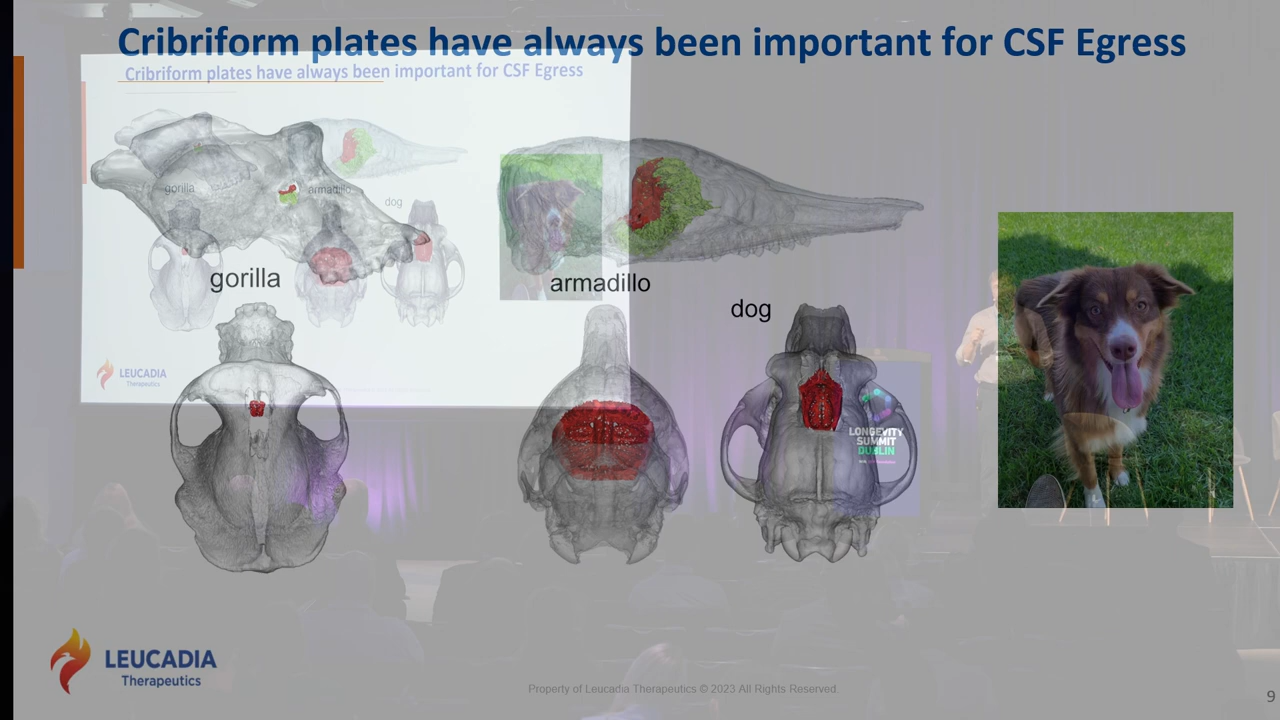 Cribriform plates have always been important for CSF Egress
Cribriform plates have always been important for CSF Egress
gorilla
armadillo
dog
gorilla
armadillo
dog
LONGEVITY
SUMMIT
DUBLIN
LEUCADIA
Therapeutics
LEUCADIA
Therapeutics
Property of Leucadia Therapeutics © 2023 All Rights Reserved.
9